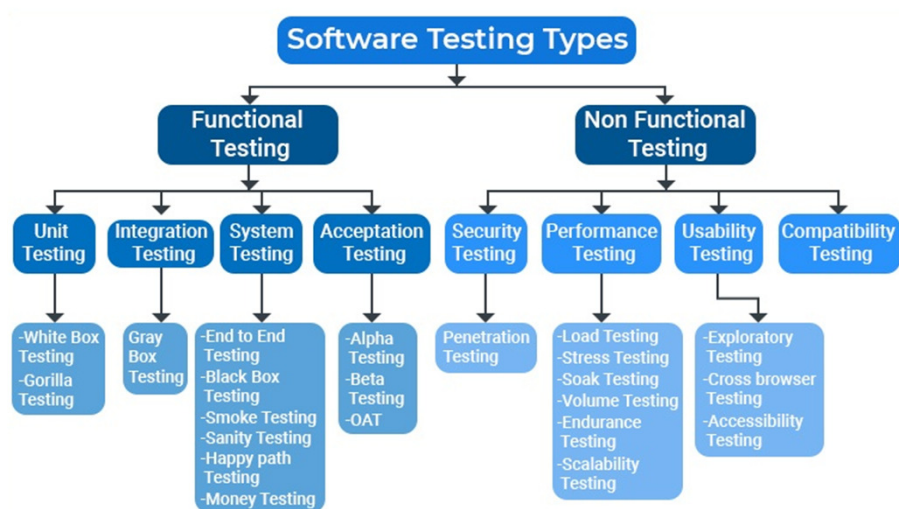 Software Testing Types
Functional
Testing
Non Functional
Testing
Unit
Testing
Integration
Testing
System
Testing
Acceptation
Testing
Security
Testing
Performance
Testing
Usability
Testing
Compatibility
Testing
-White Box
Testing
-Gorilla
Testing
Gray
Box
Testing
-End to End
Testing
-Black Box
Testing
-Smoke Testing
-Sanity Testing
-Happy path
Testing
-Money Testing
-Alpha
Testing
-Beta
Testing
-OAT
Penetration
Testing
-Load Testing
-Stress Testing
-Soak Testing
-Volume Testing
-Endurance
Testing
-Scalability
Testing
-Exploratory
Testing
-Cross browser
Testing
-Accessibility
Testing